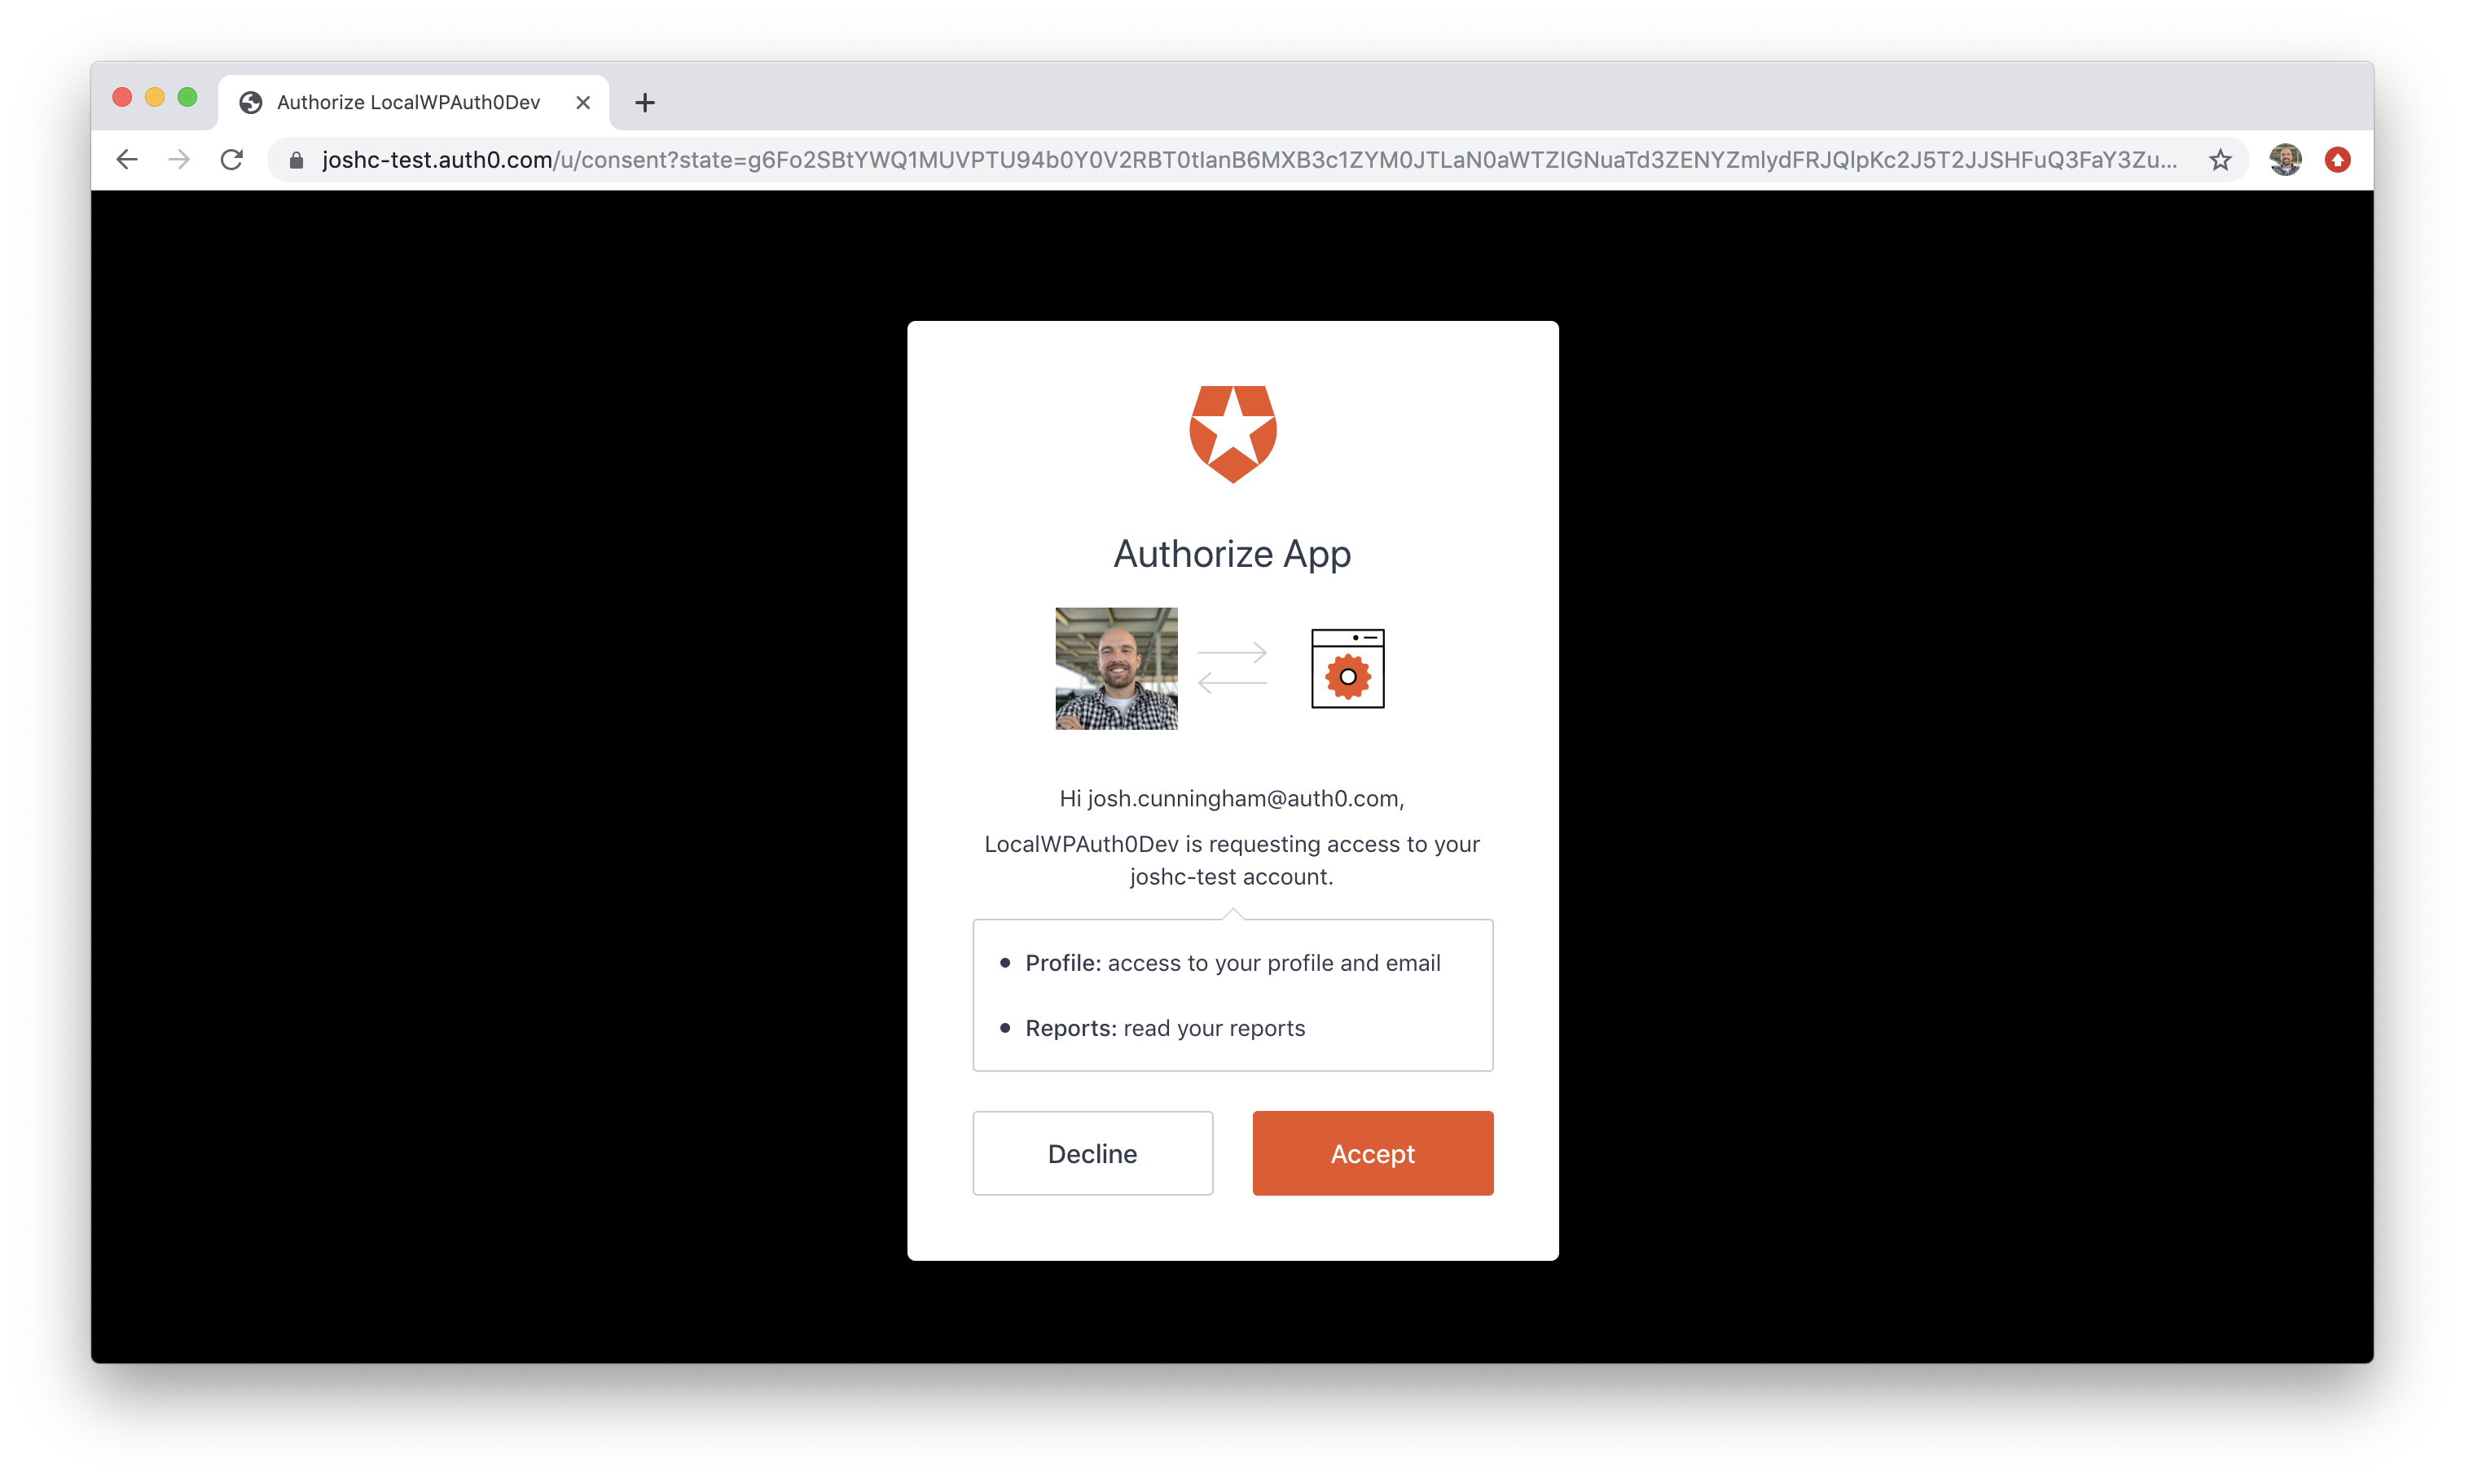 Authorize LocalWPAuth0Dev
joshc-test.auth0.com/u/consent?state=g6Fo2SBtYWQ1MUVPTU94b0Y0V2RBT0tIanB6MXB3c1ZYM0JTLaN0aWTZIGNuaTd3ZENYZmlydFRJQlpKc2J5T2JJSHFuQ3FaY3Zu...
Authorize App
Hi josh.cunningham@auth0.com,
LocalWPAuth0Dev is requesting access to your
joshc-test account.
• Profile: access to your profile and email
• Reports: read your reports
Decline
Accept